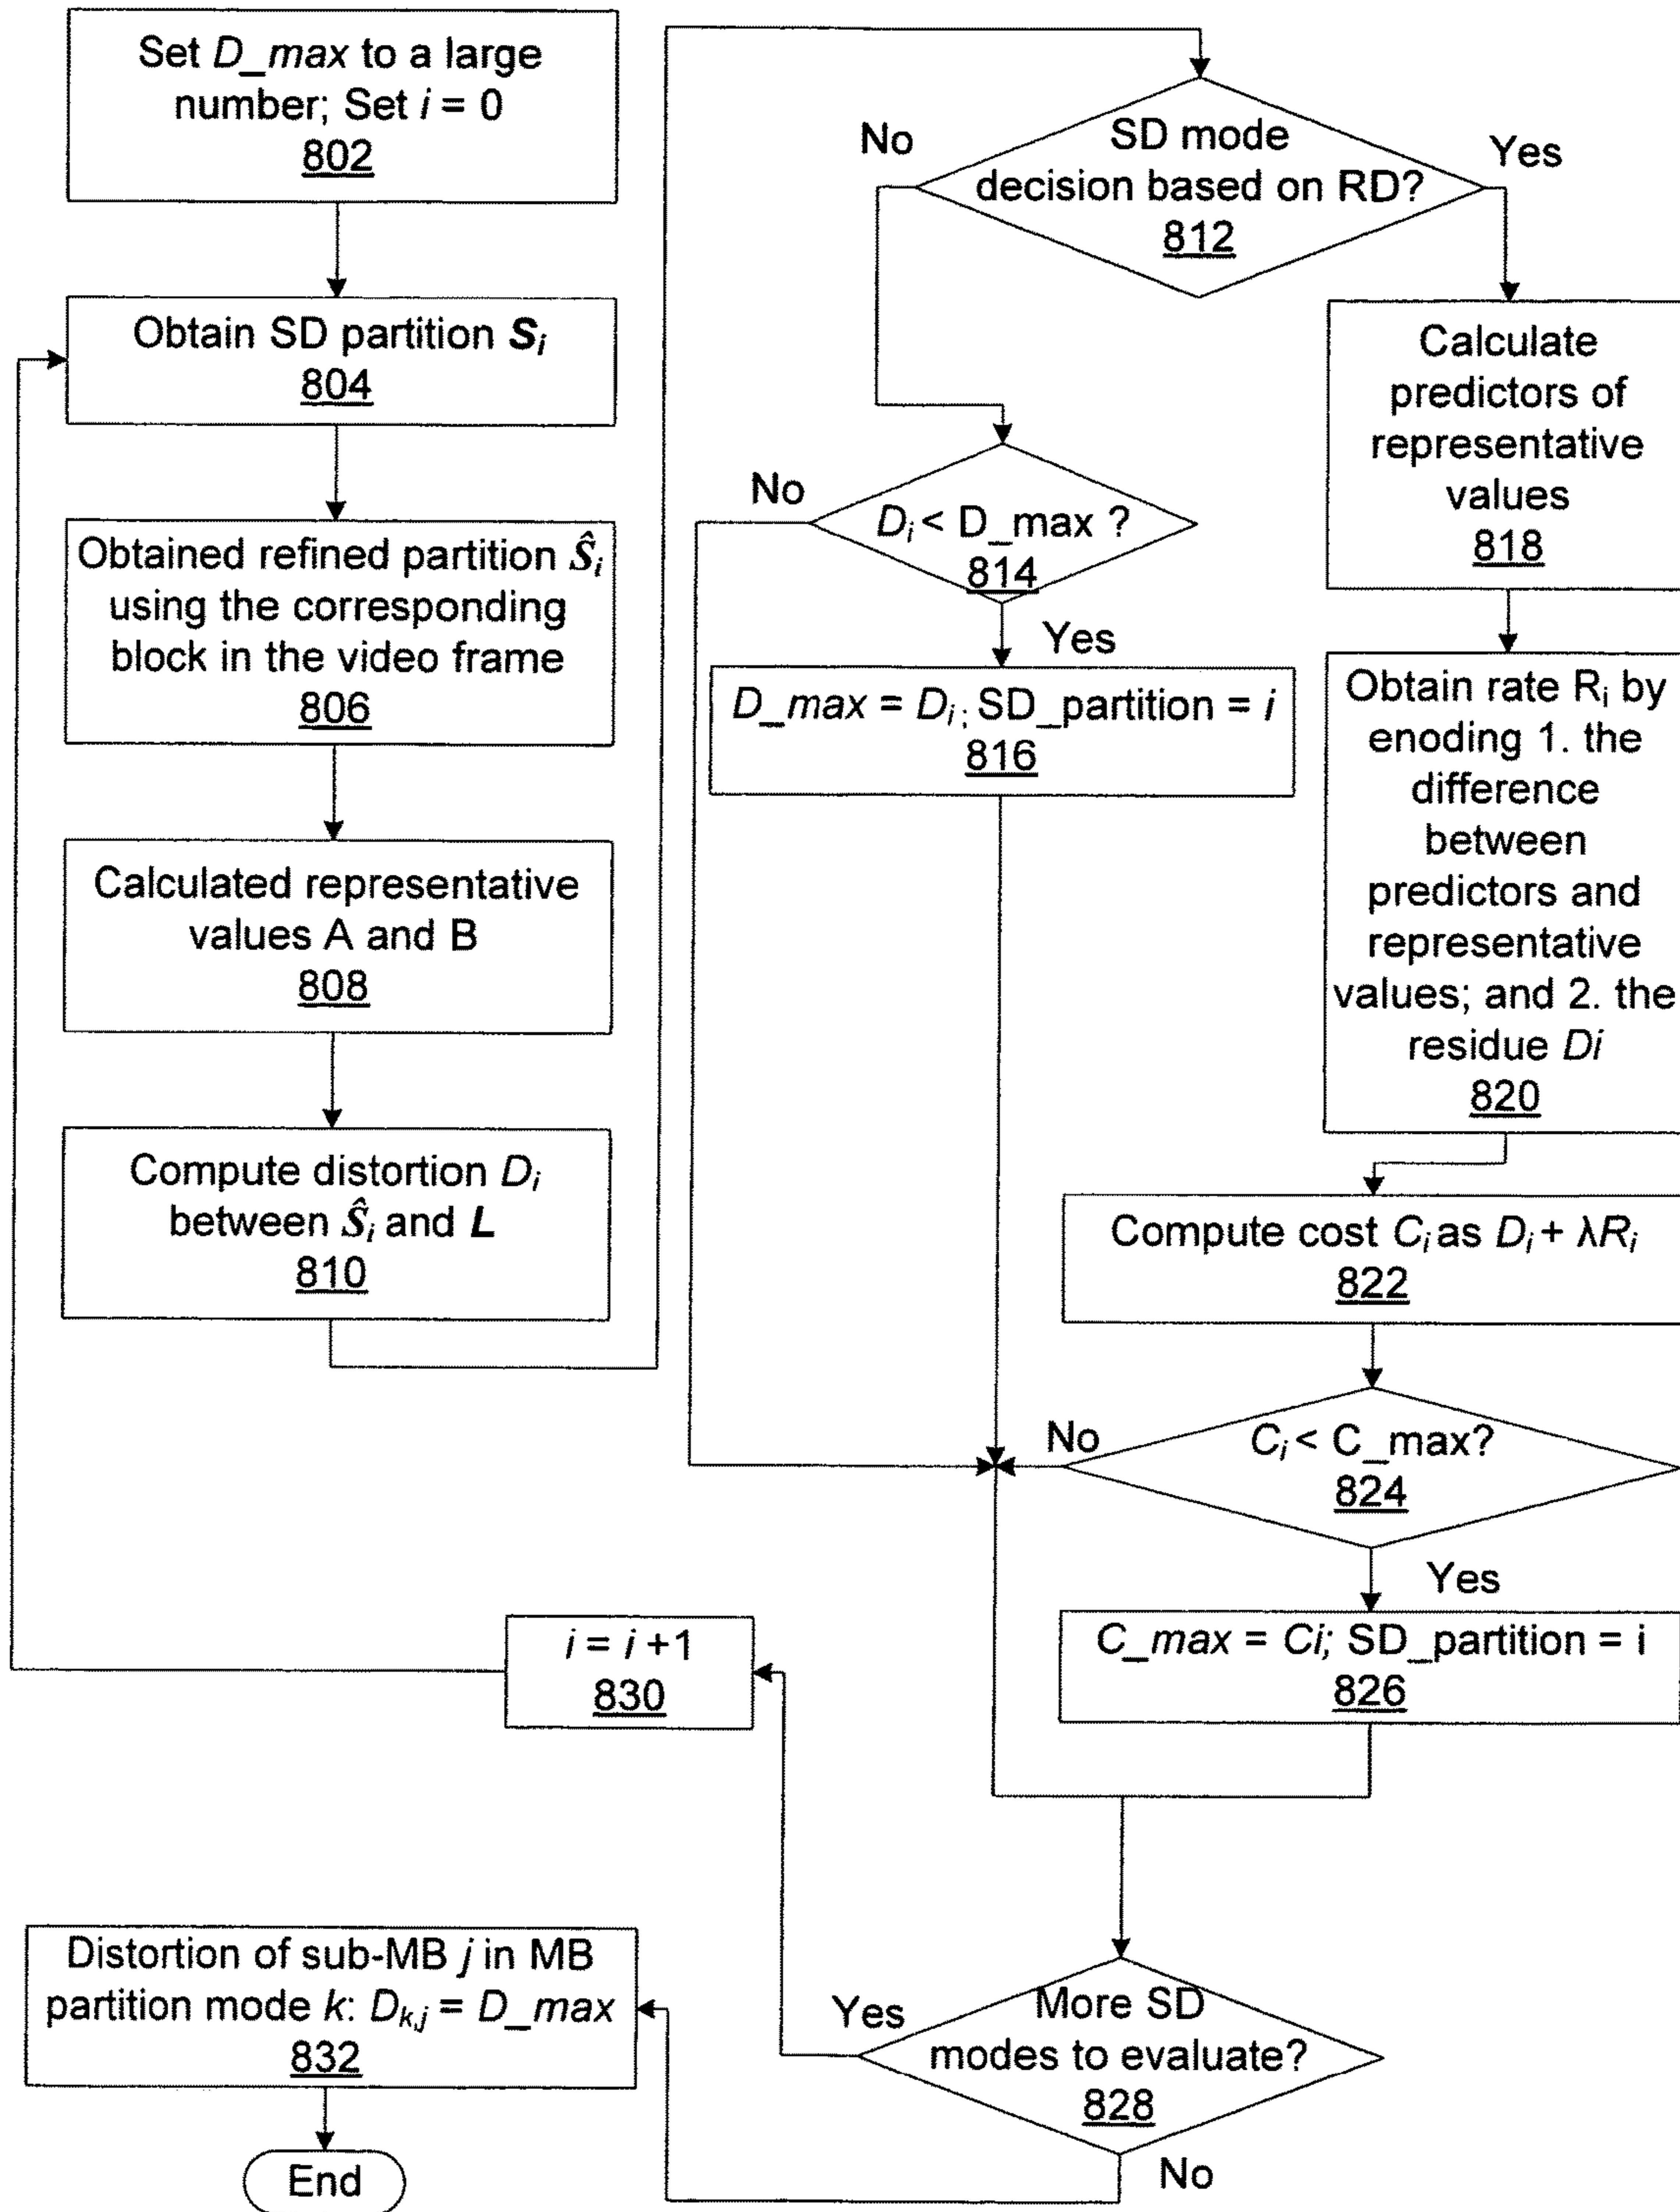 Set D_max to a large
number; Set i = 0
802
Obtain SD partition Si
804
Obtained refined partition Ŝi
using the corresponding
block in the video frame
806
Calculated representative
values A and B
808
Compute distortion Di
between Ŝi and L
810
SD mode
decision based on RD?
812
No
Yes
Di < D_max ?
814
No
Yes
D_max = Di ; SD_partition = i
816
Calculate
predictors of
representative
values
818
Obtain rate Ri by
enoding 1. the
difference
between
predictors and
representative
values; and 2. the
residue Di
820
Compute cost Ci as Di + λRi
822
Ci < C_max?
824
No
Yes
C_max = Ci; SD_partition = i
826
More SD
modes to evaluate?
828
Yes
No
i = i +1
830
Distortion of sub-MB j in MB
partition mode k: Dk,j = D_max
832
End